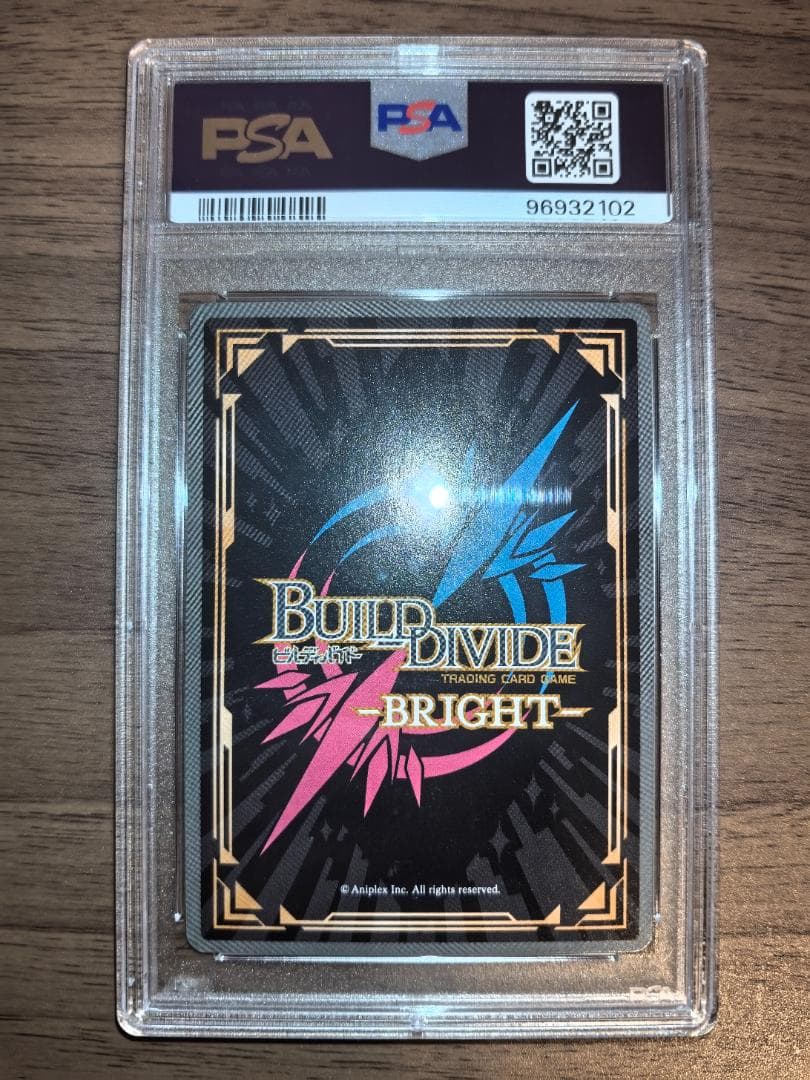 PSA
PSA
96932102
BUILD DIVIDE
ビルディバイド
TRADING CARD GAME
-BRIGHT-
© Aniplex Inc. All rights reserved.
PSA